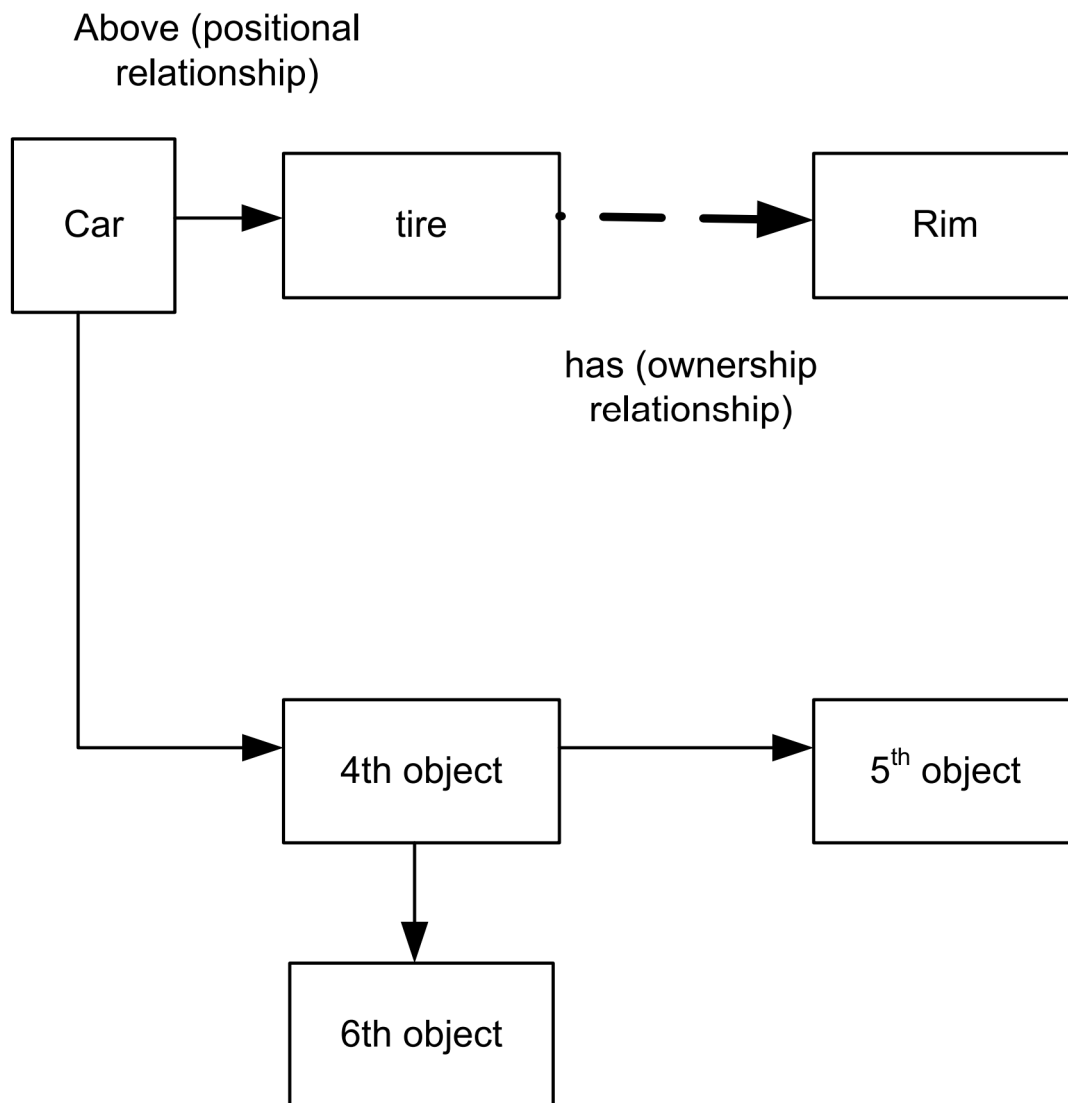 Above (positional
relationship)
Car
tire
Rim
has (ownership
relationship)
4th object
5th object
6th object